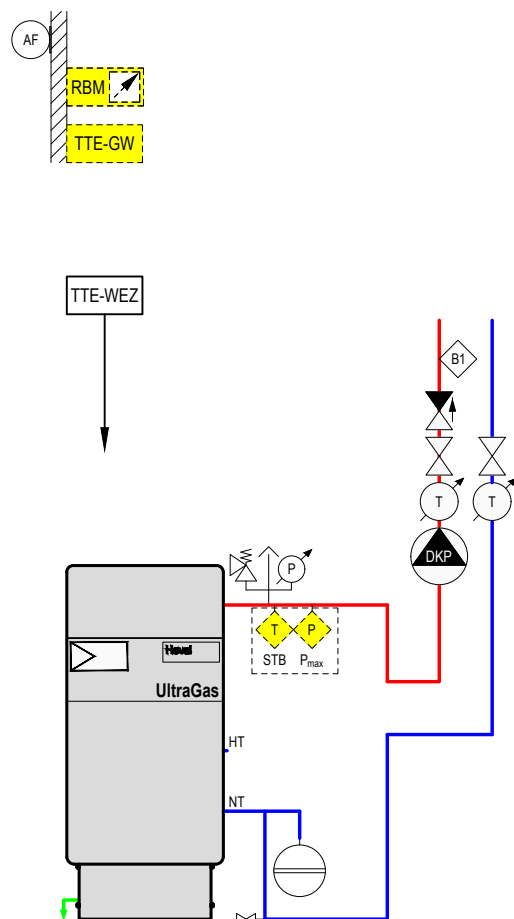 AF
RBM
TTE-GW
TTE-WEZ
B1
T
T
DKP
P
T
P
STB
Pmax
Hoval
UltraGas
HT
NT